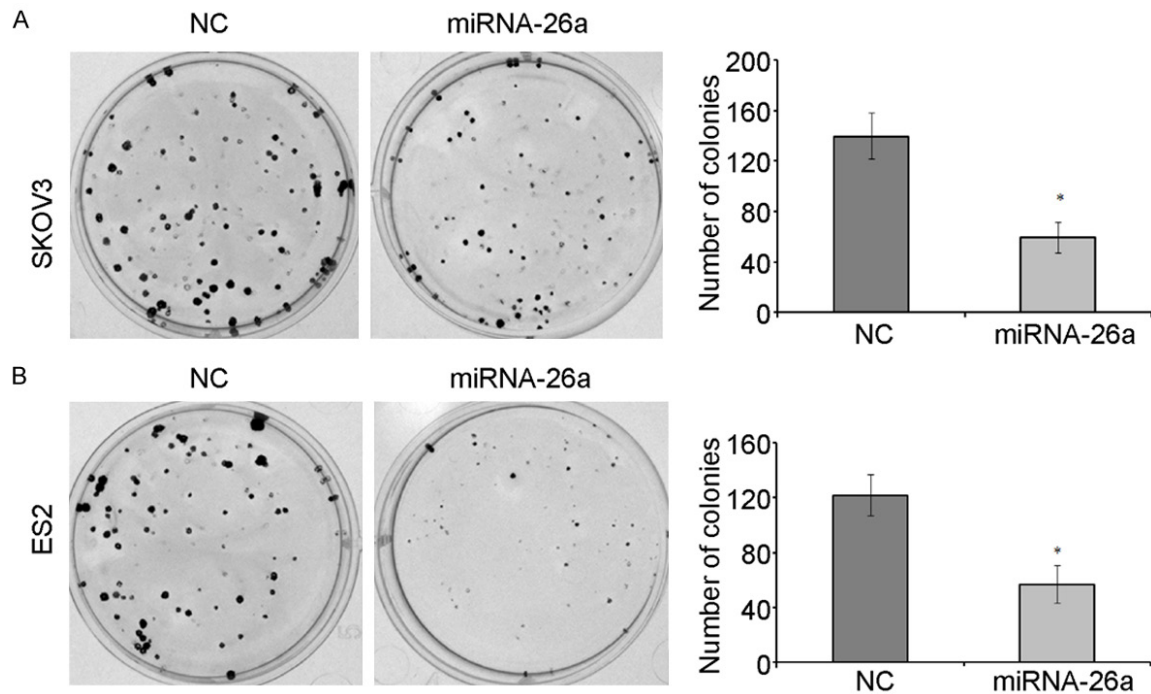 A
NC
miRNA-26a
SKOV3
Number of colonies
200
160
120
80
40
0
*
NC
miRNA-26a
B
NC
miRNA-26a
ES2
Number of colonies
160
120
80
40
0
*
NC
miRNA-26a